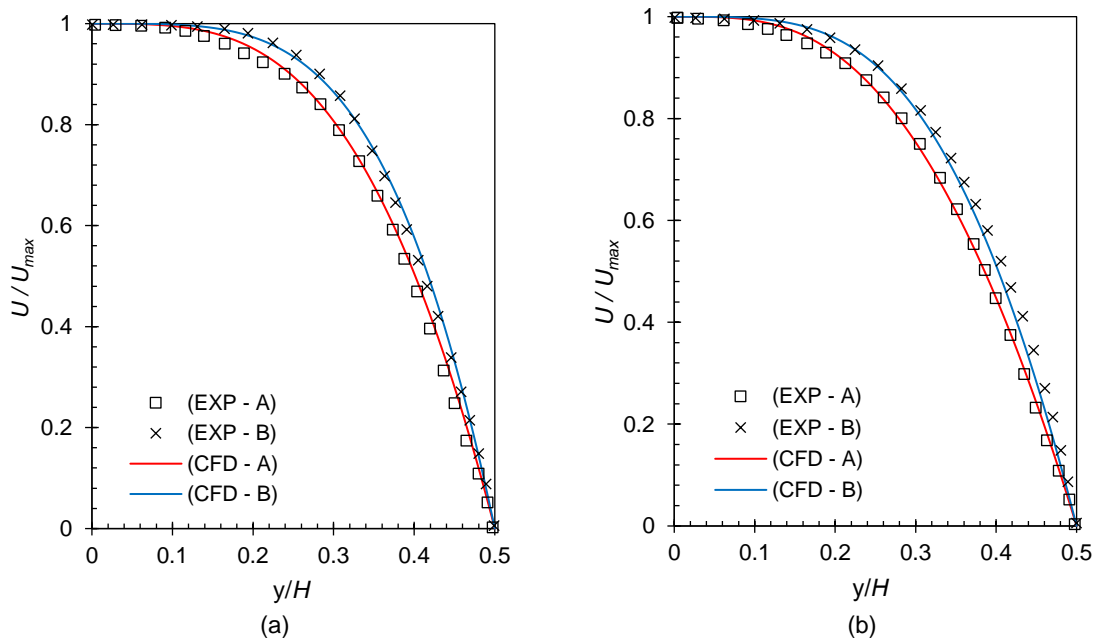 1
0.8
0.6
0.4
0.2
0
U / Umax
(EXP - A)
(EXP - B)
(CFD - A)
(CFD - B)
0 0.1 0.2 0.3 0.4 0.5
y/H
(a)
1
0.8
0.6
0.4
0.2
0
U / Umax
(EXP - A)
(EXP - B)
(CFD - A)
(CFD - B)
0 0.1 0.2 0.3 0.4 0.5
y/H
(b)